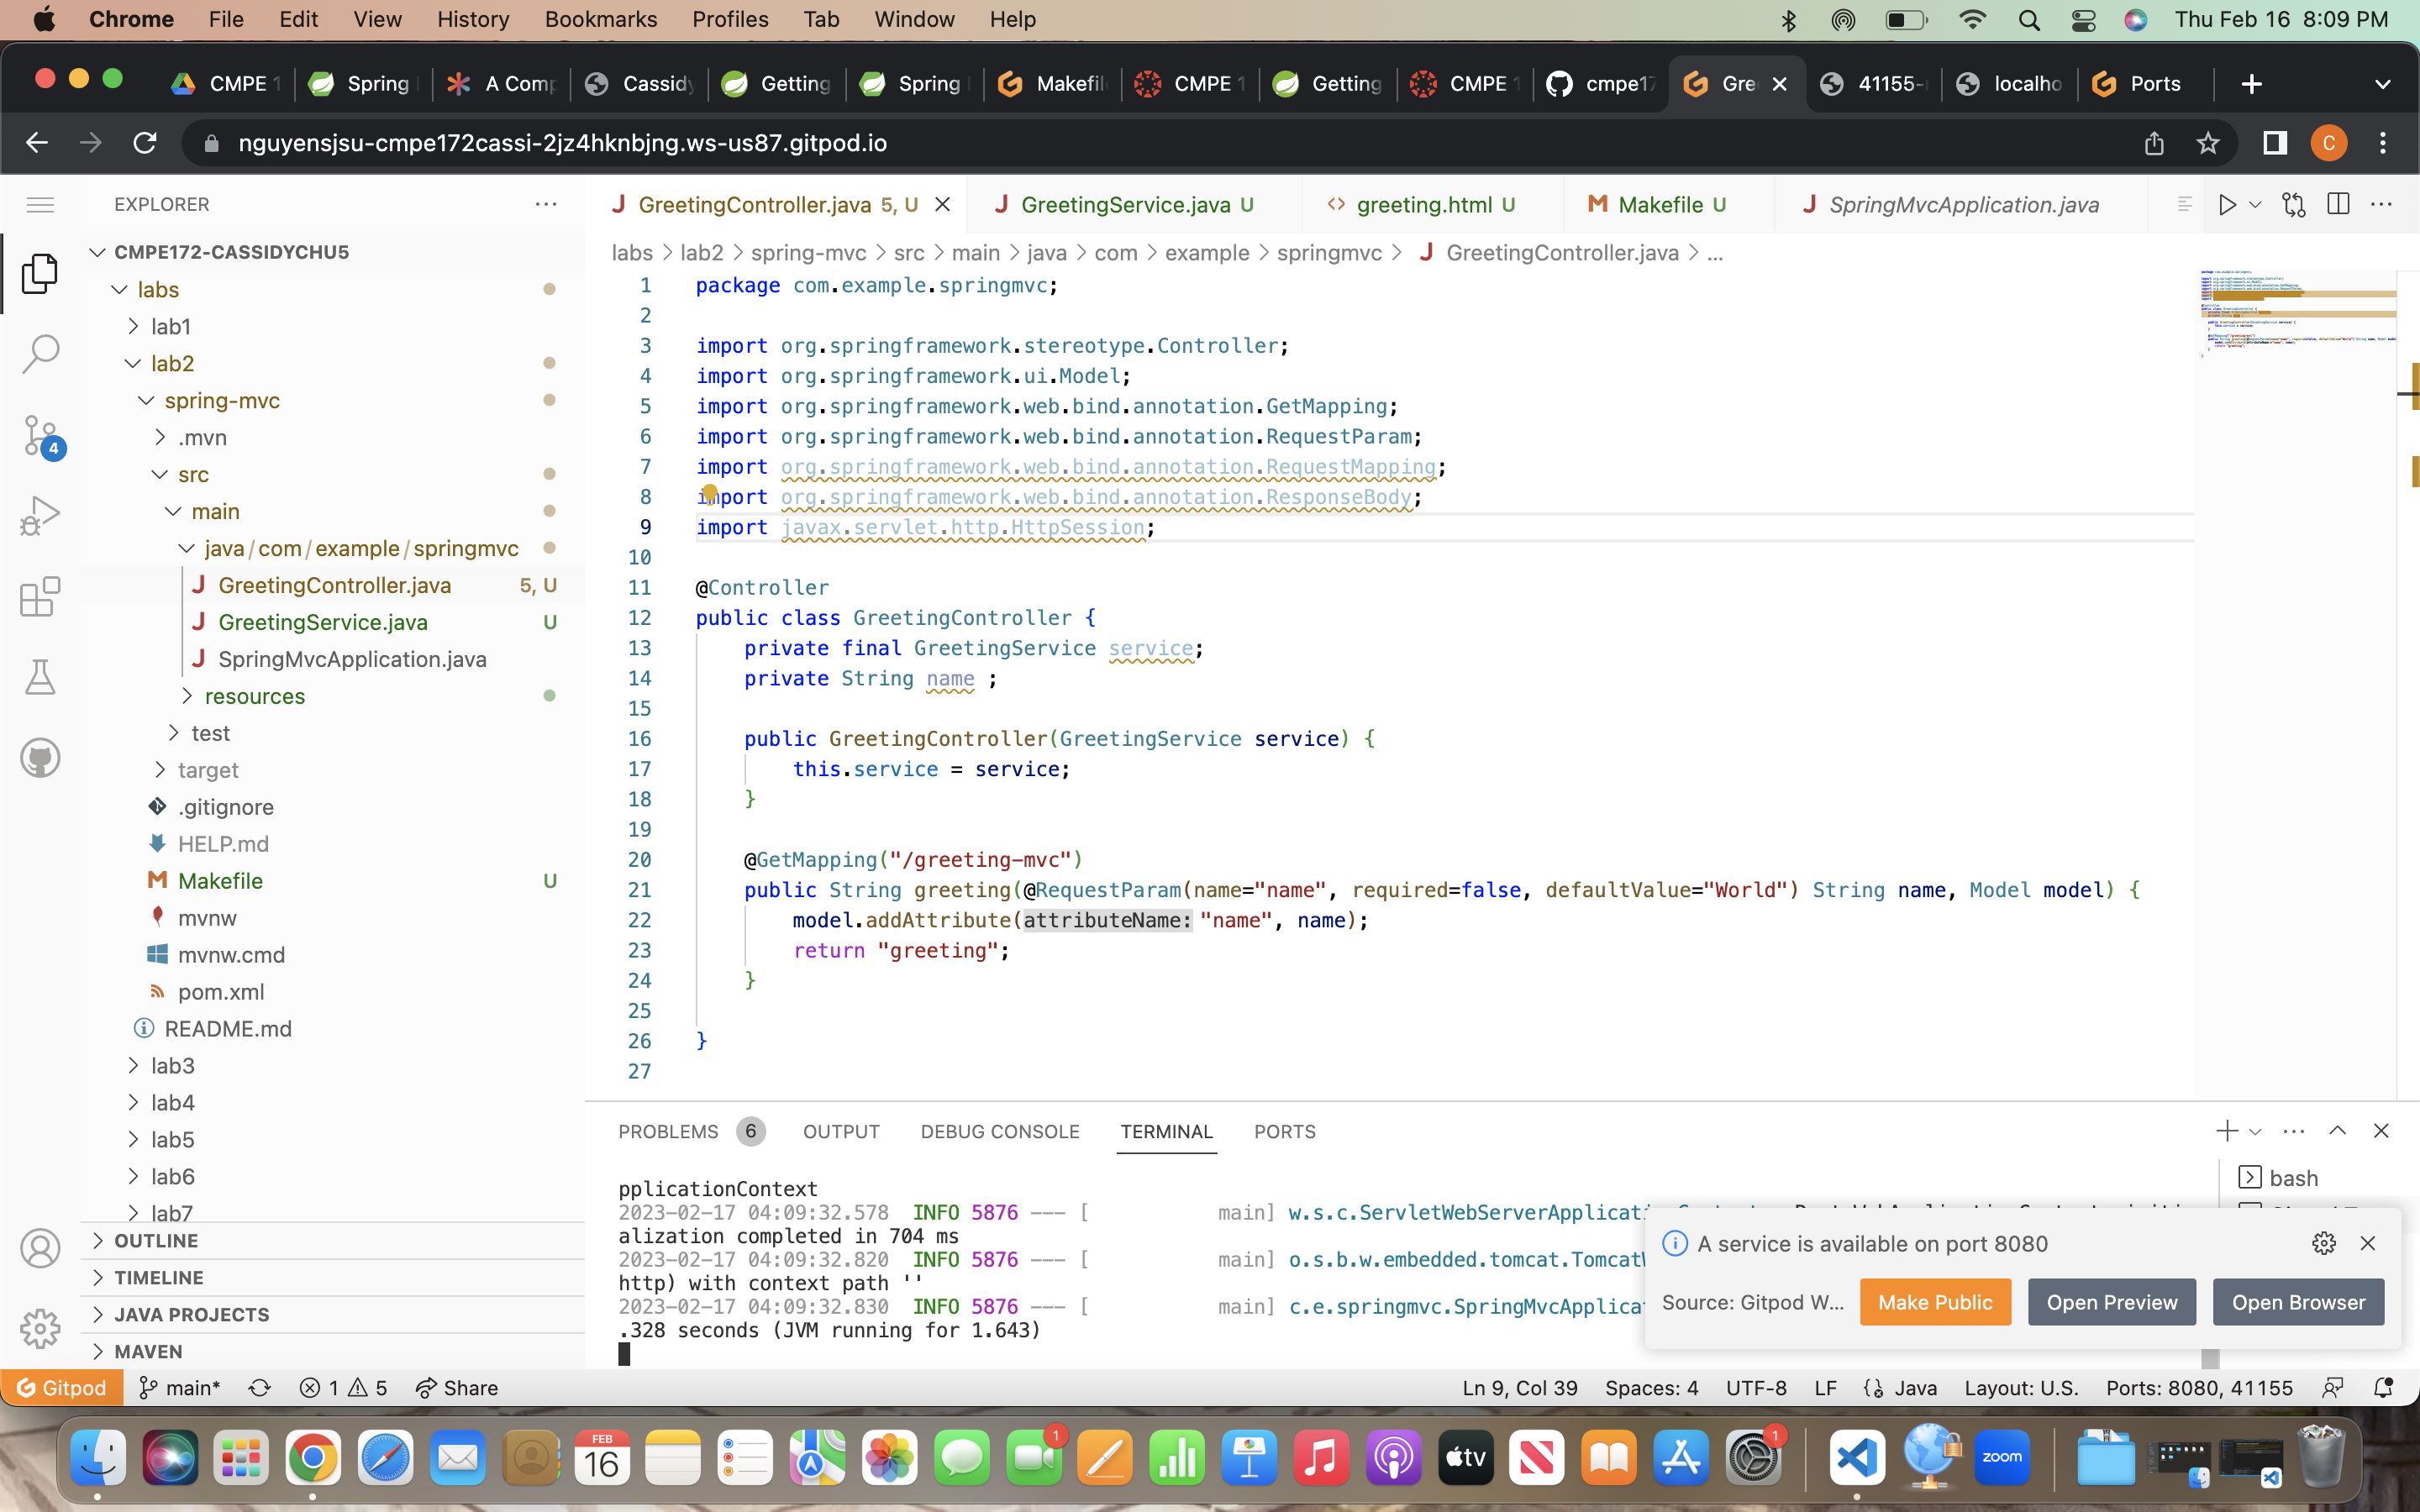 Chrome File Edit View History Bookmarks Profiles Tab Window Help Thu Feb 16 8:09 PM
CMPE 1 Spring A Comp Cassidy Getting Spring Makefil CMPE 1 Getting CMPE 1 cmpe17 Gre 41155- localho Ports
nguyensjsu-cmpe172cassi-2jz4hknbjng.ws-us87.gitpod.io C
EXPLORER
GreetingController.java 5, U GreetingService.java U greeting.html U Makefile U SpringMvcApplication.java
labs > lab2 > spring-mvc > src > main > java > com > example > springmvc > GreetingController.java > ...
CMPE172-CASSIDYCHU5
labs
lab1
lab2
spring-mvc
.mvn
src
main
java/com/example/springmvc
GreetingController.java 5, U
GreetingService.java U
SpringMvcApplication.java
resources
test
target
.gitignore
HELP.md
Makefile U
mvnw
mvnw.cmd
pom.xml
README.md
lab3
lab4
lab5
lab6
lab7
OUTLINE
TIMELINE
JAVA PROJECTS
MAVEN
4
1 package com.example.springmvc;
2
3 import org.springframework.stereotype.Controller;
4 import org.springframework.ui.Model;
5 import org.springframework.web.bind.annotation.GetMapping;
6 import org.springframework.web.bind.annotation.RequestParam;
7 import org.springframework.web.bind.annotation.RequestMapping;
8 import org.springframework.web.bind.annotation.ResponseBody;
9 import javax.servlet.http.HttpSession;
10
11 @Controller
12 public class GreetingController {
13 private final GreetingService service;
14 private String name ;
15
16 public GreetingController(GreetingService service) {
17 this.service = service;
18 }
19
20 @GetMapping("/greeting-mvc")
21 public String greeting(@RequestParam(name="name", required=false, defaultValue="World") String name, Model model) {
22 model.addAttribute(attributeName: "name", name);
23 return "greeting";
24 }
25
26 }
27
PROBLEMS 6 OUTPUT DEBUG CONSOLE TERMINAL PORTS
bash
pplicationContext
2023-02-17 04:09:32.578 INFO 5876 --- [ main] w.s.c.ServletWebServerApplicati
alization completed in 704 ms
2023-02-17 04:09:32.820 INFO 5876 --- [ main] o.s.b.w.embedded.tomcat.Tomcat
http) with context path ''
2023-02-17 04:09:32.830 INFO 5876 --- [ main] c.e.springmvc.SpringMvcApplica
.328 seconds (JVM running for 1.643)
A service is available on port 8080
Source: Gitpod W... Make Public Open Preview Open Browser
Gitpod main* 1 5 Share Ln 9, Col 39 Spaces: 4 UTF-8 LF Java Layout: U.S. Ports: 8080, 41155
FEB
16
1
tv
1
zoom